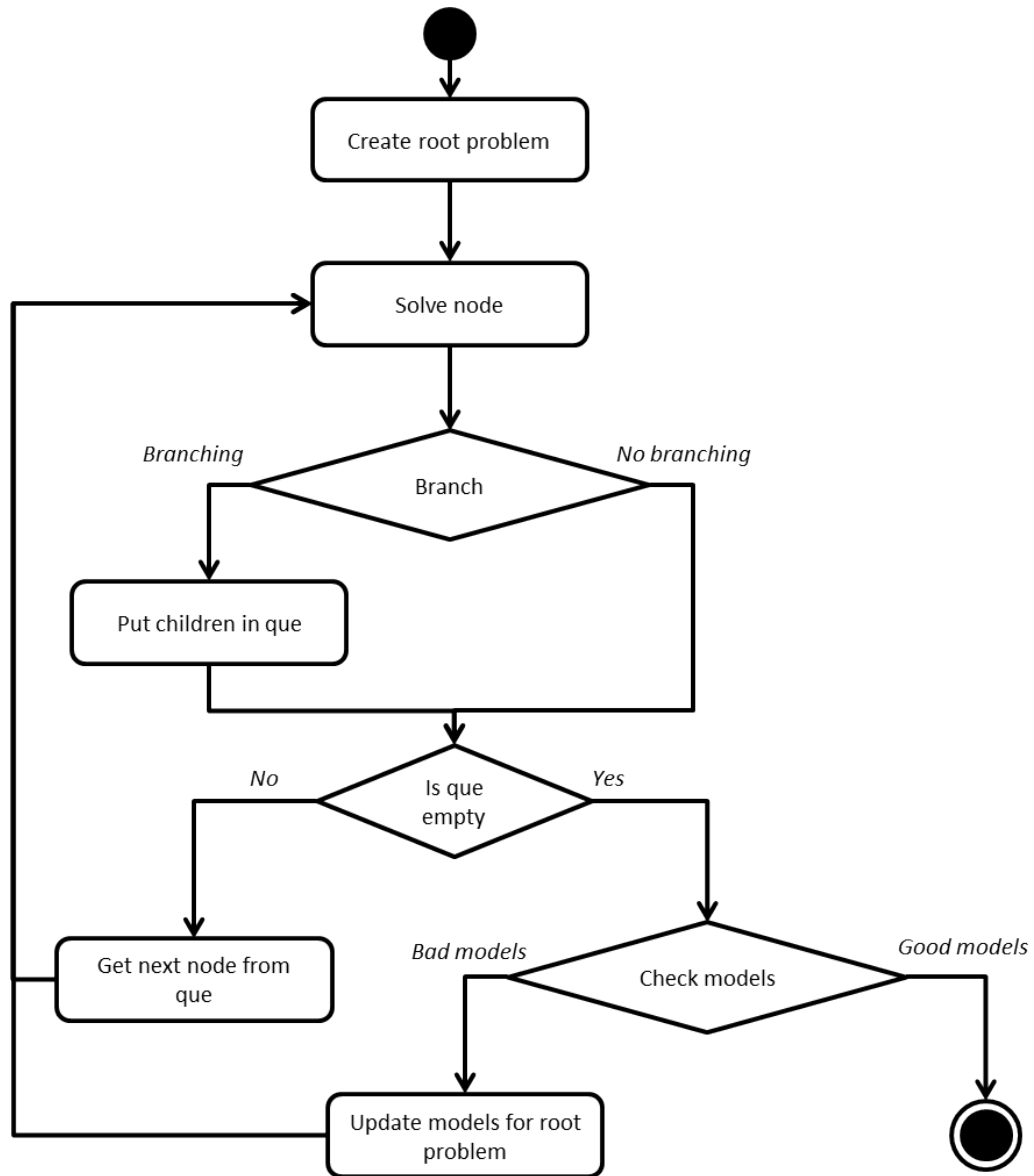 Create root problem
Solve node
Branching
No branching
Branch
Put children in que
No
Is que
empty
Yes
Bad models
Good models
Get next node from
que
Check models
Update models for root
problem